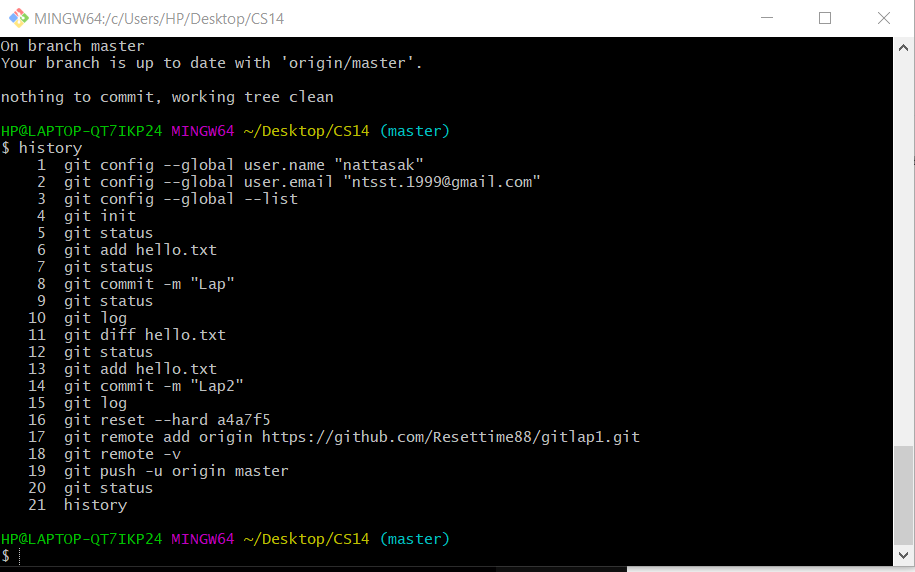 MINGW64:/c/Users/HP/Desktop/CS14
On branch master
Your branch is up to date with 'origin/master'.
nothing to commit, working tree clean
HP@LAPTOP-QT7IKP24 MINGW64 ~/Desktop/CS14 (master)
$ history
1 git config --global user.name "nattasak"
2 git config --global user.email "ntsst.1999@gmail.com"
3 git config --global --list
4 git init
5 git status
6 git add hello.txt
7 git status
8 git commit -m "Lap"
9 git status
10 git log
11 git diff hello.txt
12 git status
13 git add hello.txt
14 git commit -m "Lap2"
15 git log
16 git reset --hard a4a7f5
17 git remote add origin https://github.com/Resettime88/gitlap1.git
18 git remote -v
19 git push -u origin master
20 git status
21 history
HP@LAPTOP-QT7IKP24 MINGW64 ~/Desktop/CS14 (master)
$